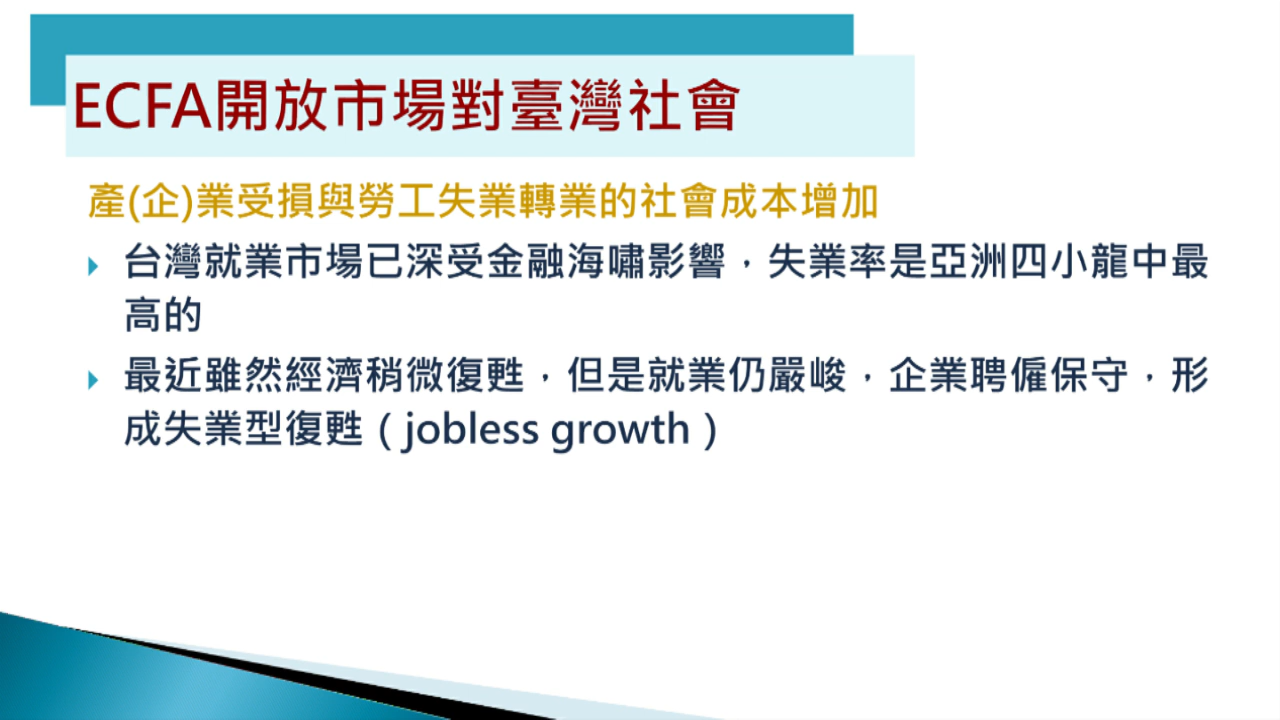 ECFA開放市場對臺灣社會
產(企)業受損與勞工失業轉業的社會成本增加
台灣就業市場已深受金融海嘯影響，失業率是亞洲四小龍中最
高的
最近雖然經濟稍微復甦，但是就業仍嚴峻，企業聘僱保守，形
成失業型復甦（jobless growth）